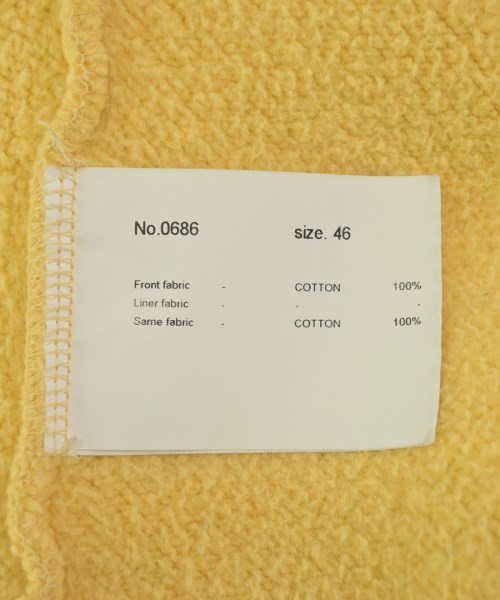 No.0686 size. 46
Front fabric - COTTON 100%
Liner fabric - - -
Same fabric - COTTON 100%